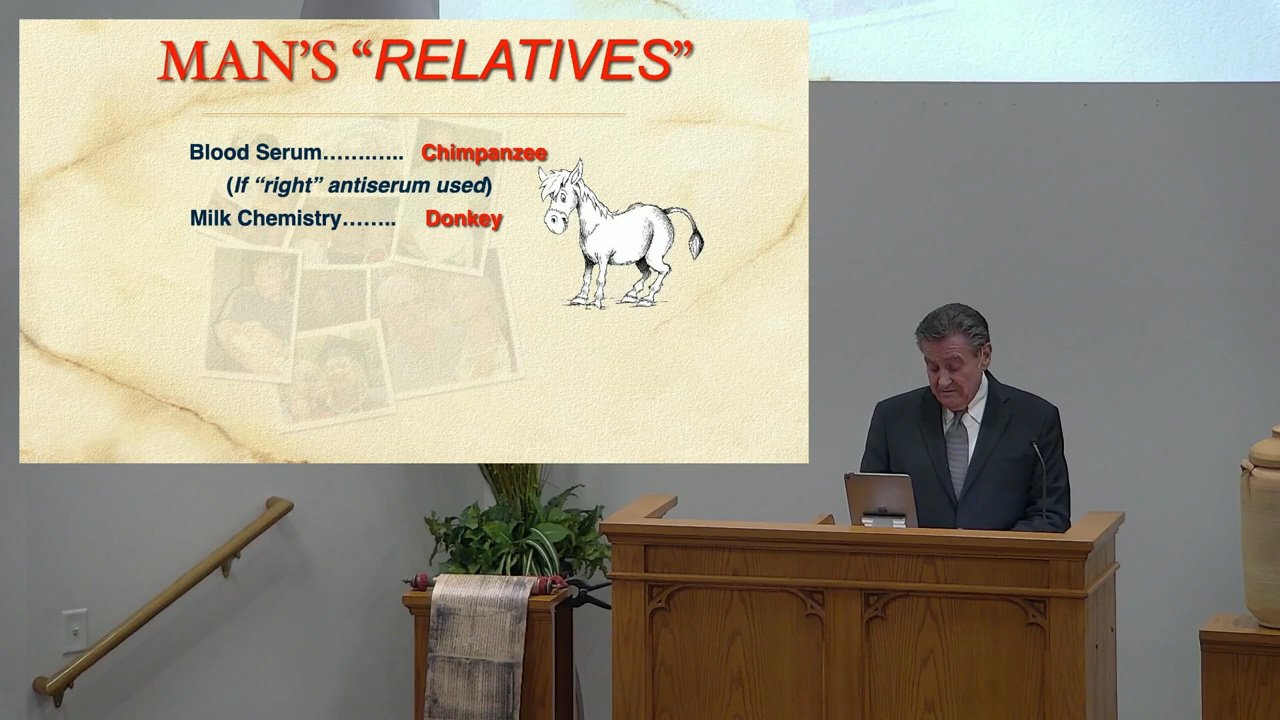 MAN'S “RELATIVES”
Blood Serum............ Chimpanzee
(If “right” antiserum used)
Milk Chemistry........ Donkey